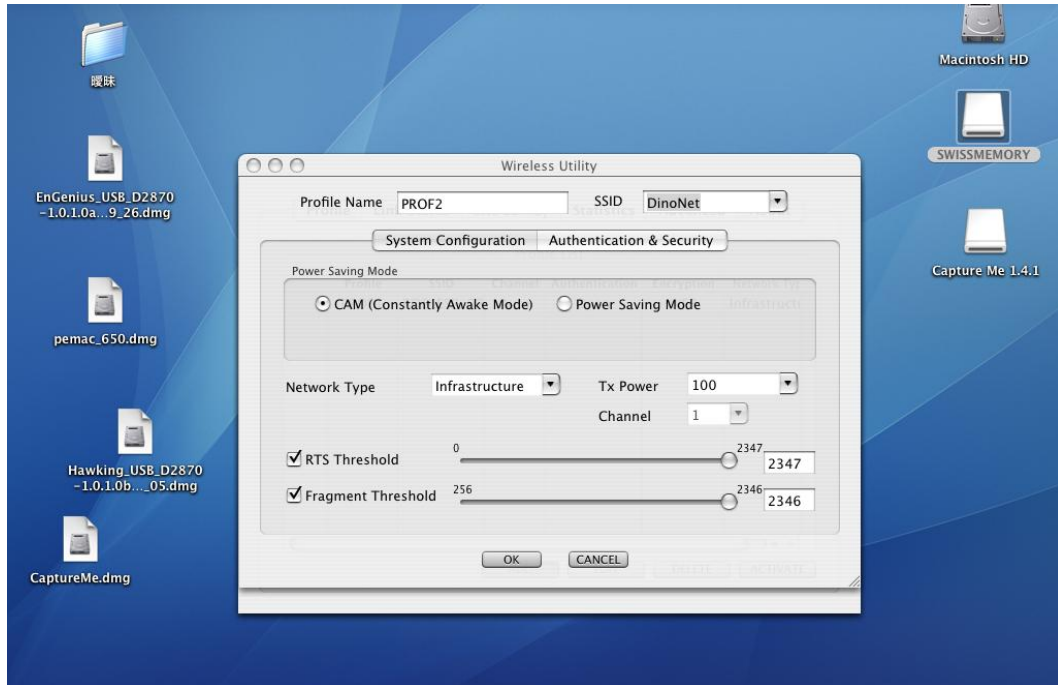 曖昧
EnGenius_USB_D2870
-1.0.1.0a...9_26.dmg
pemac_650.dmg
Hawking_USB_D2870
-1.0.1.0b..._05.dmg
CaptureMe.dmg
Macintosh HD
SWISSMEMORY
Capture Me 1.4.1
Wireless Utility
Profile Name PROF2 SSID DinoNet
System Configuration Authentication & Security
Power Saving Mode
CAM (Constantly Awake Mode) Power Saving Mode
Network Type Infrastructure Tx Power 100
Channel 1
RTS Threshold 0 2347 2347
Fragment Threshold 256 2346 2346
OK CANCEL